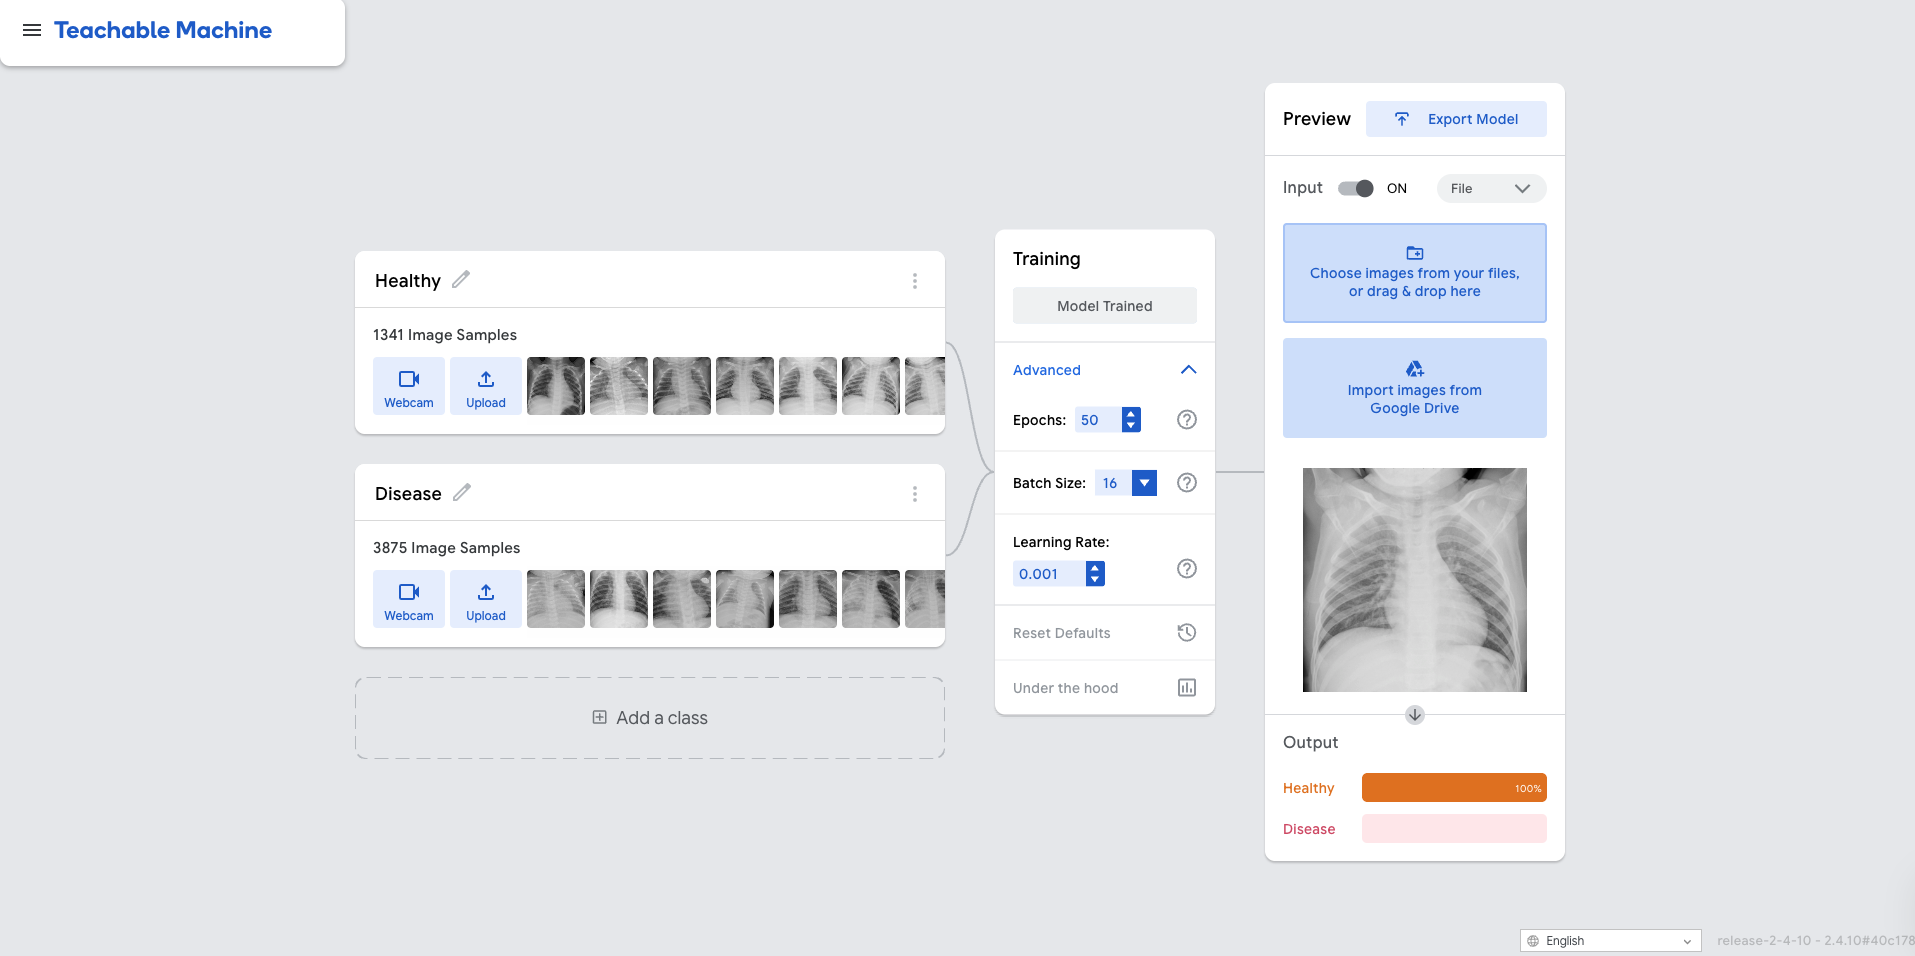 Teachable Machine
Healthy
1341 Image Samples
Webcam
Upload
Disease
3875 Image Samples
Webcam
Upload
Add a class
Training
Model Trained
Advanced
Epochs: 50
Batch Size: 16
Learning Rate:
0.001
Reset Defaults
Under the hood
Preview
Export Model
Input ON File
Choose images from your files,
or drag & drop here
Import images from
Google Drive
Output
Healthy 100%
Disease
English
release-2-4-10 - 2.4.10#40c178